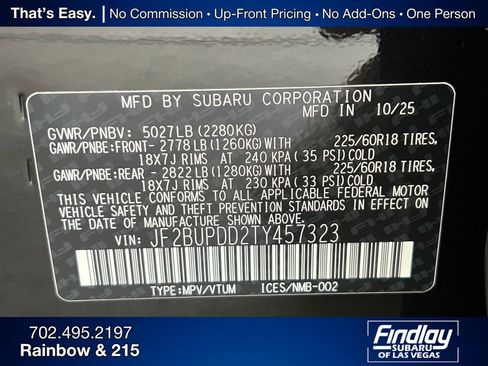 That's Easy. | No Commission • Up-Front Pricing • No Add-Ons • One Person
MFD BY SUBARU CORPORATION
MFD IN 10/25
GVWR/PNBV: 5027LB (2280KG)
GAWR/PNBE:FRONT- 2778LB (1260KG)WITH 225/60R18 TIRES,
18X7J RIMS AT 240 KPA (35 PSI)COLD
GAWR/PNBE:REAR - 2822LB (1280KG)WITH 225/60R18 TIRES,
18X7J RIMS AT 230 KPA (33 PSI)COLD
THIS VEHICLE CONFORMS TO ALL APPLICABLE FEDERAL MOTOR
VEHICLE SAFETY AND THEFT PREVENTION STANDARDS IN EFFECT
ON THE DATE OF MANUFACTURE SHOWN ABOVE.
VIN: JF2BUPDD2TY457323
TYPE:MPV/VTUM ICES/NMB-002
702.495.2197
Rainbow & 215
Findlay
SUBARU
OF LAS VEGAS